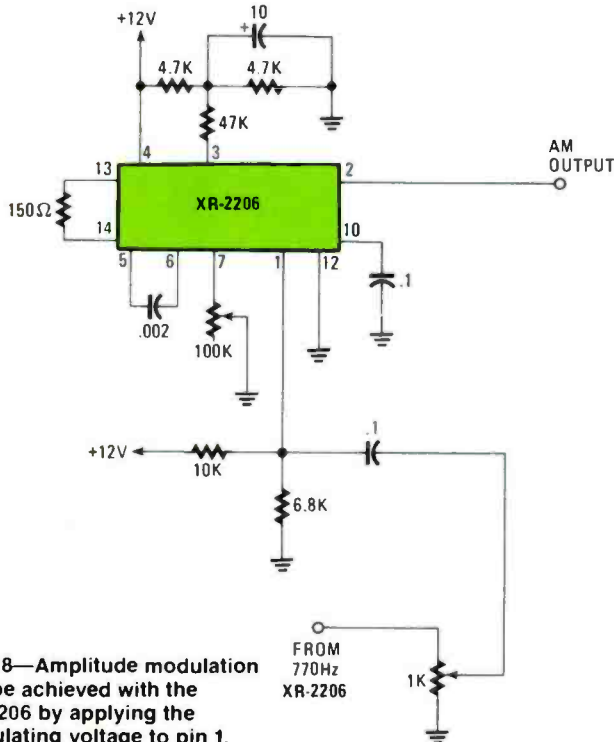 10
+12V
+
4.7K
4.7K
47K
4
3
13
2
AM
OUTPUT
XR-2206
150Ω
14
10
5
6
7
1
12
.1
.002
100K
+12V
10K
.1
6.8K
8—Amplitude modulation
be achieved with the
206 by applying the
ulating voltage to pin 1.
FROM
770Hz
XR-2206
1K